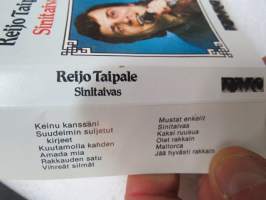 Reijo Taipale
Sinitaivas
Reijo Taipale
Sinitaivas
Keinu kanssani
Suudelmin suljetut
kirjeet
Kuutamolla kahden
Amada mia
Rakkauden satu
Vihreät silmät
Mustat enkelit
Sinitaivas
Kaksi ruusua
Olet rakkain
Mallorca
Jää hyvästi rakkain